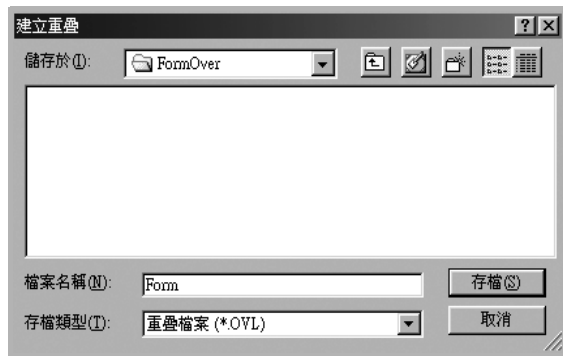 建立重疊
儲存於(I): FormOver
檔案名稱(N): Form 存檔(S)
存檔類型(T): 重疊檔案 (*.OVL) 取消